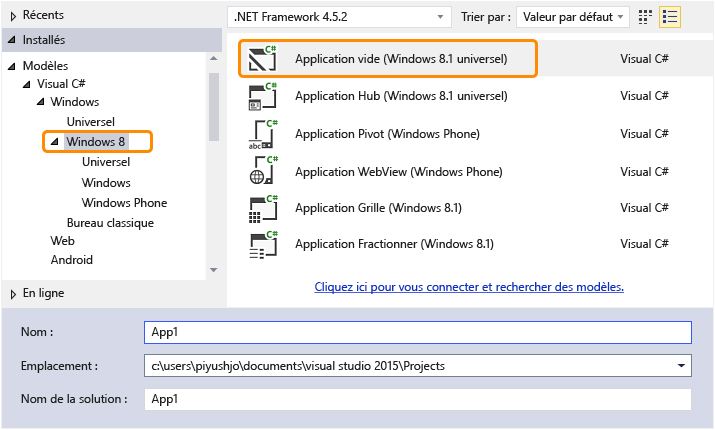 Récents
.NET Framework 4.5.2
Trier par :
Valeur par défaut
Installés
Modèles
Visual C#
Windows
Universel
Windows 8
Universel
Windows
Windows Phone
Bureau classique
Web
Android
En ligne
C#
Application vide (Windows 8.1 universel)
Visual C#
C#
Application Hub (Windows 8.1 universel)
Visual C#
C#
abc
Application Pivot (Windows Phone)
Visual C#
C#
Application WebView (Windows Phone)
Visual C#
C#
Application Grille (Windows 8.1)
Visual C#
C#
Application Fractionner (Windows 8.1)
Visual C#
Cliquez ici pour vous connecter et rechercher des modèles.
Nom :
App1
Emplacement :
c:\users\piyushjo\documents\visual studio 2015\Projects
Nom de la solution :
App1